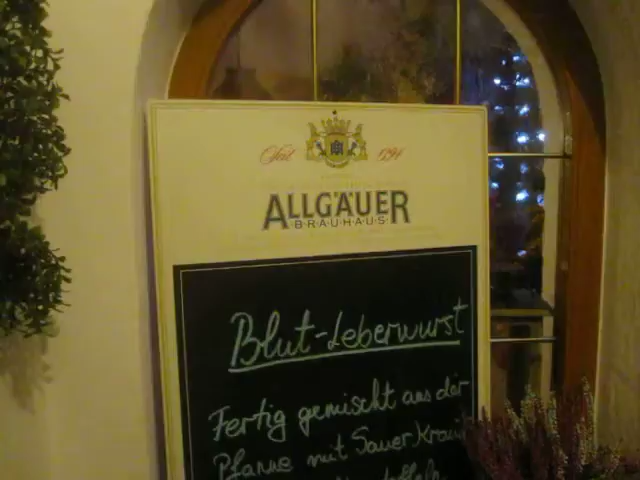 Seit 1394
ALLGÄUER
BRAUHAUS
Blut-Leberwurst
Fertig gemischt aus der
Pfanne mit Sauer Kraut